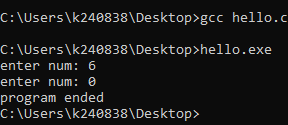 C:\Users\k240838\Desktop>gcc hello.c
C:\Users\k240838\Desktop>hello.exe
enter num: 6
enter num: 0
program ended
C:\Users\k240838\Desktop>